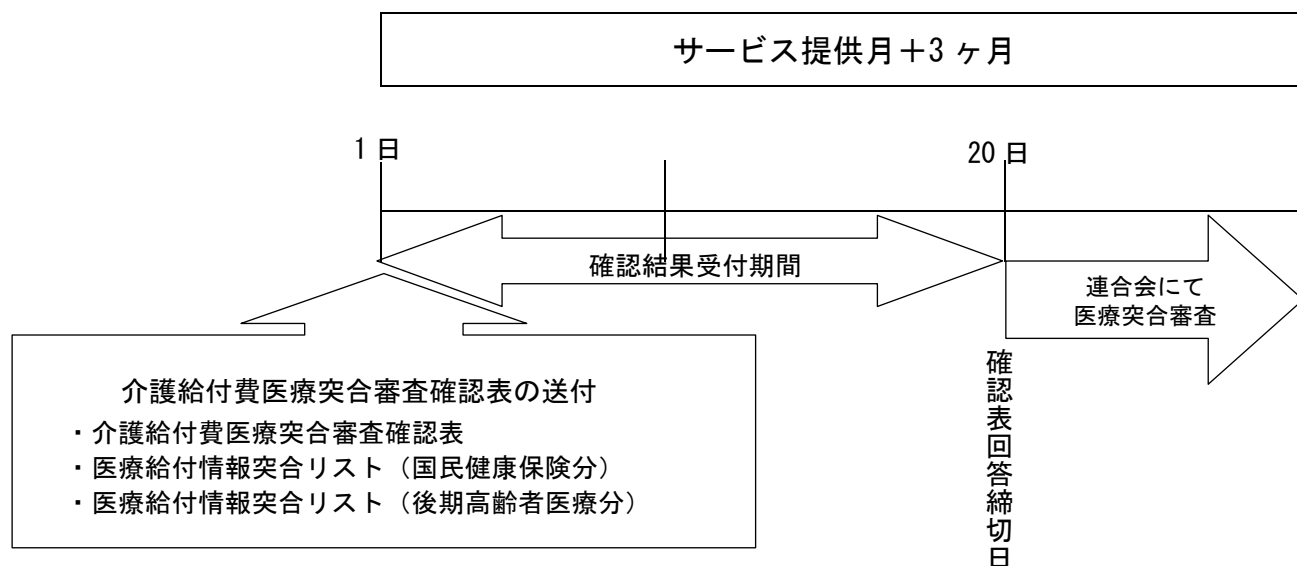 サービス提供月+3 ヶ月
1 日
20 日
確認結果受付期間
連合会にて
医療突合審査
介護給付費医療突合審査確認表の送付
・介護給付費医療突合審査確認表
・医療給付情報突合リスト（国民健康保険分）
・医療給付情報突合リスト（後期高齢者医療分）
確認表回答締切日